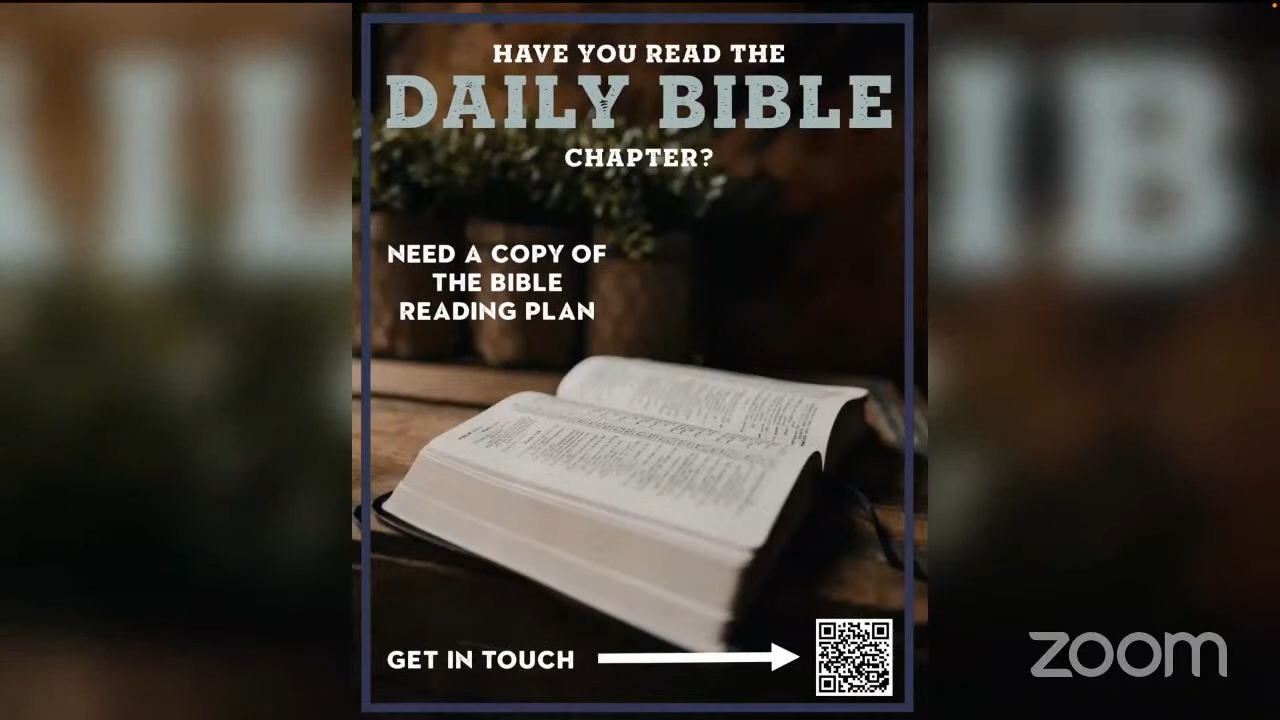 HAVE YOU READ THE
DAILY BIBLE
CHAPTER?
NEED A COPY OF
THE BIBLE
READING PLAN
GET IN TOUCH
zoom